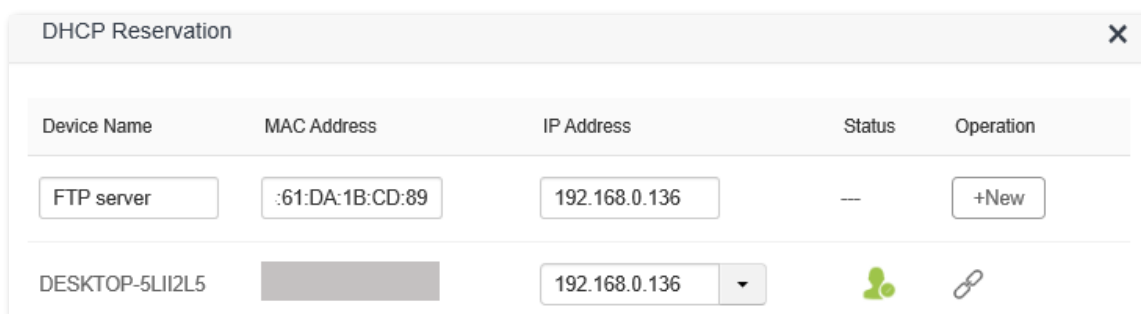 DHCP Reservation
Device Name MAC Address IP Address Status Operation
FTP server :61:DA:1B:CD:89 192.168.0.136 --- +New
DESKTOP-5LII2L5 192.168.0.136